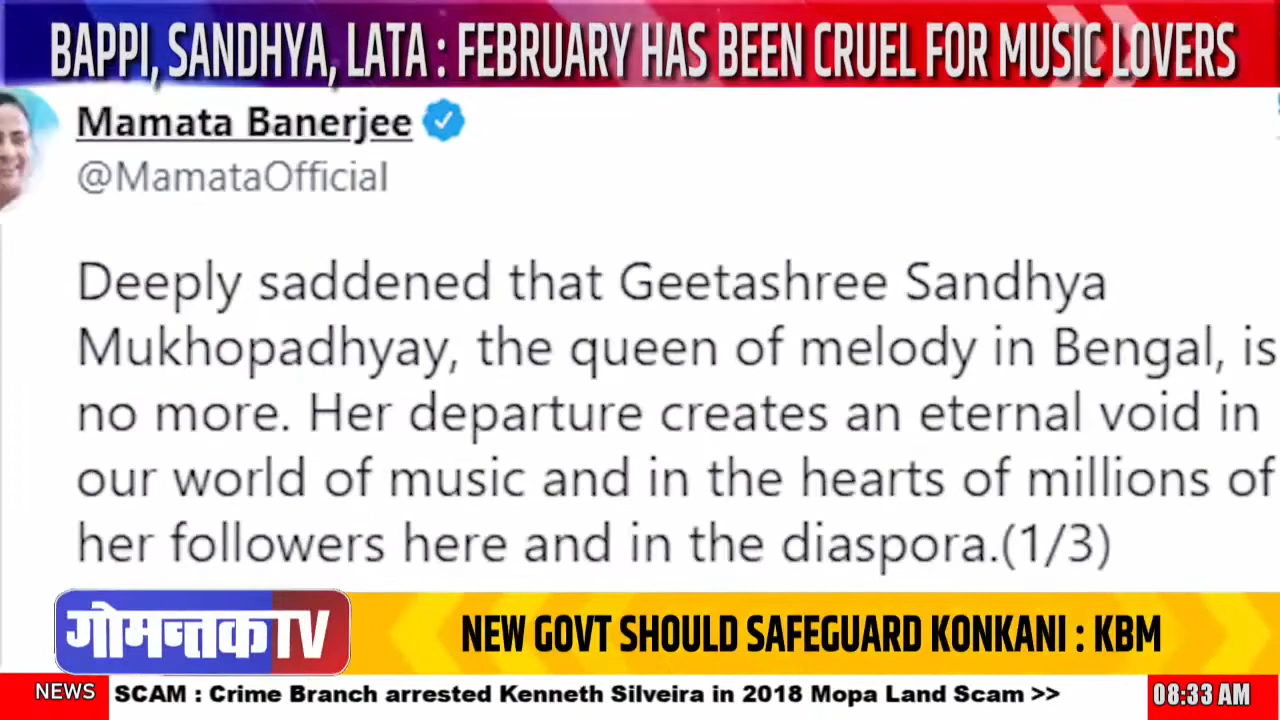 BAPPI, SANDHYA, LATA : FEBRUARY HAS BEEN CRUEL FOR MUSIC LOVERS
Mamata Banerjee
@MamataOfficial
Deeply saddened that Geetashree Sandhya
Mukhopadhyay, the queen of melody in Bengal, is
no more. Her departure creates an eternal void in
our world of music and in the hearts of millions of
her followers here and in the diaspora.(1/3)
गोमन्तकTV
NEW GOVT SHOULD SAFEGUARD KONKANI : KBM
NEWS
SCAM : Crime Branch arrested Kenneth Silveira in 2018 Mopa Land Scam >>
08:33 AM